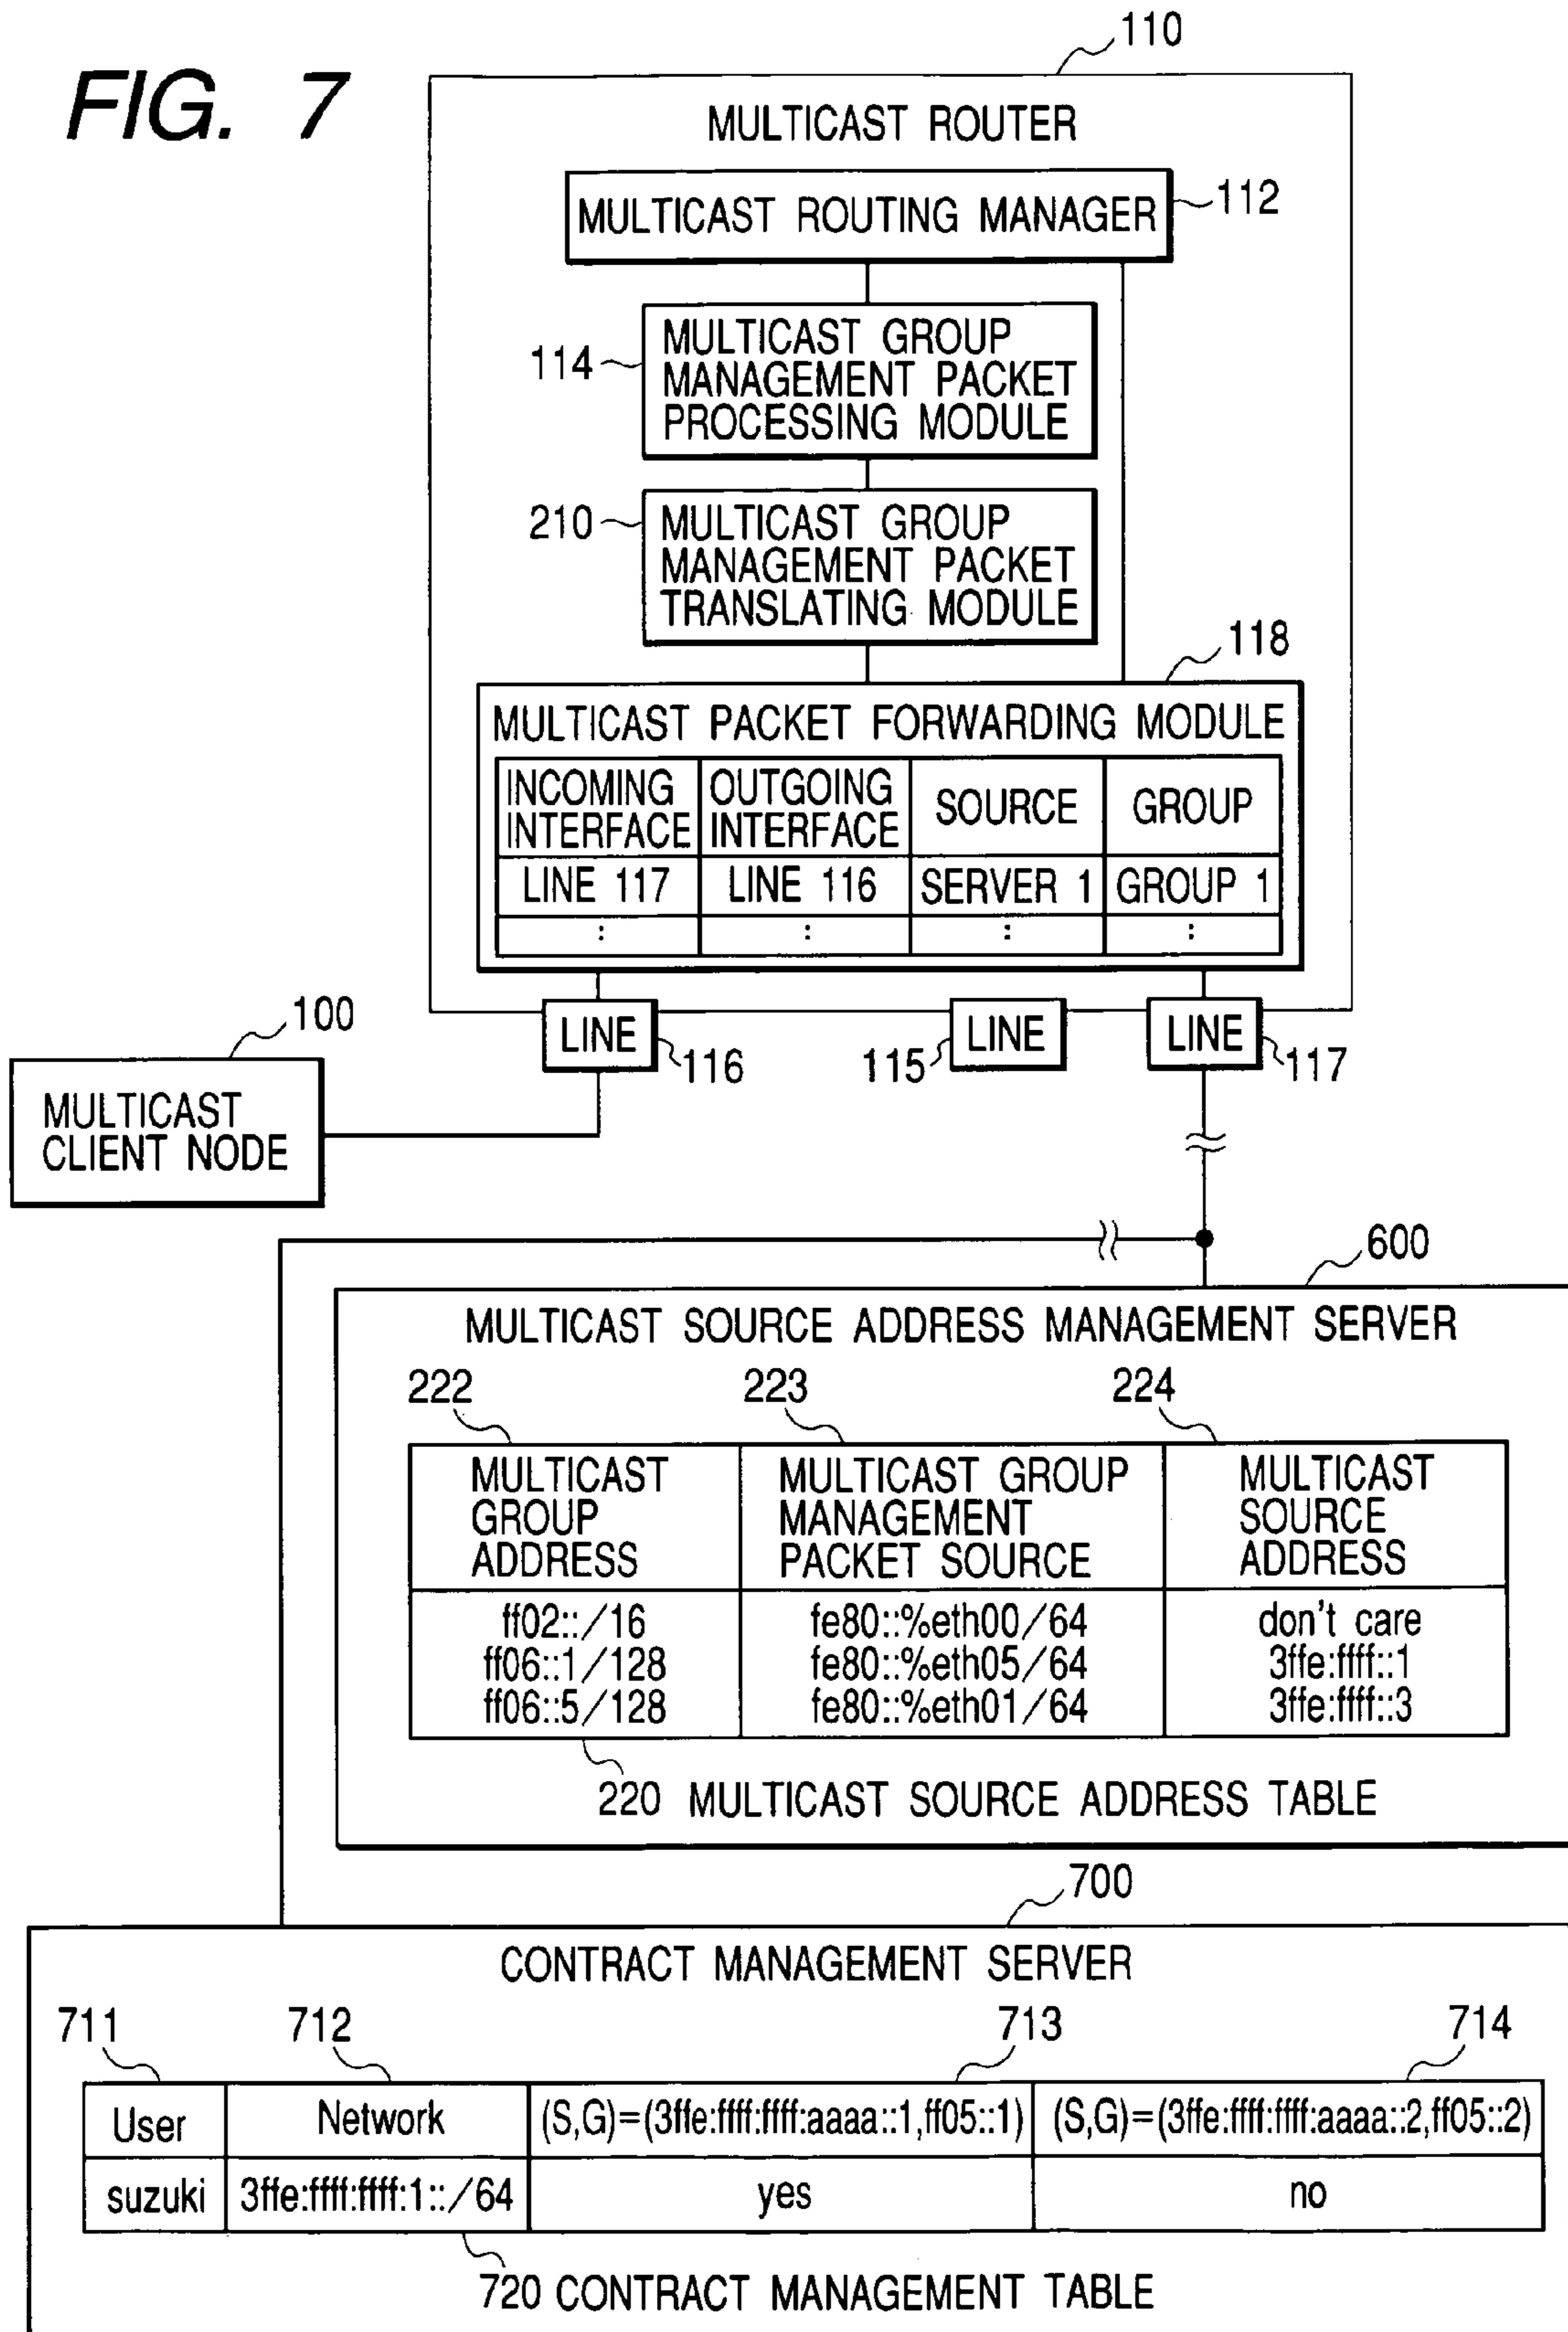 FIG. 7
110
MULTICAST ROUTER
MULTICAST ROUTING MANAGER
112
114
MULTICAST GROUP
MANAGEMENT PACKET
PROCESSING MODULE
210
MULTICAST GROUP
MANAGEMENT PACKET
TRANSLATING MODULE
118
MULTICAST PACKET FORWARDING MODULE
INCOMING INTERFACE
OUTGOING INTERFACE
SOURCE
GROUP
LINE 117
LINE 116
SERVER 1
GROUP 1
:
:
:
:
100
MULTICAST
CLIENT NODE
LINE
116
115
LINE
LINE
117
600
MULTICAST SOURCE ADDRESS MANAGEMENT SERVER
222
223
224
MULTICAST
GROUP
ADDRESS
MULTICAST GROUP
MANAGEMENT
PACKET SOURCE
MULTICAST
SOURCE
ADDRESS
ff02::/16
fe80::%eth00/64
don't care
ff06::1/128
fe80::%eth05/64
3ffe:ffff::1
ff06::5/128
fe80::%eth01/64
3ffe:ffff::3
220 MULTICAST SOURCE ADDRESS TABLE
700
CONTRACT MANAGEMENT SERVER
711
712
713
714
User
Network
(S,G)=(3ffe:ffff:ffff:aaaa::1,ff05::1)
(S,G)=(3ffe:ffff:ffff:aaaa::2,ff05::2)
suzuki
3ffe:ffff:ffff:1::/64
yes
no
720 CONTRACT MANAGEMENT TABLE